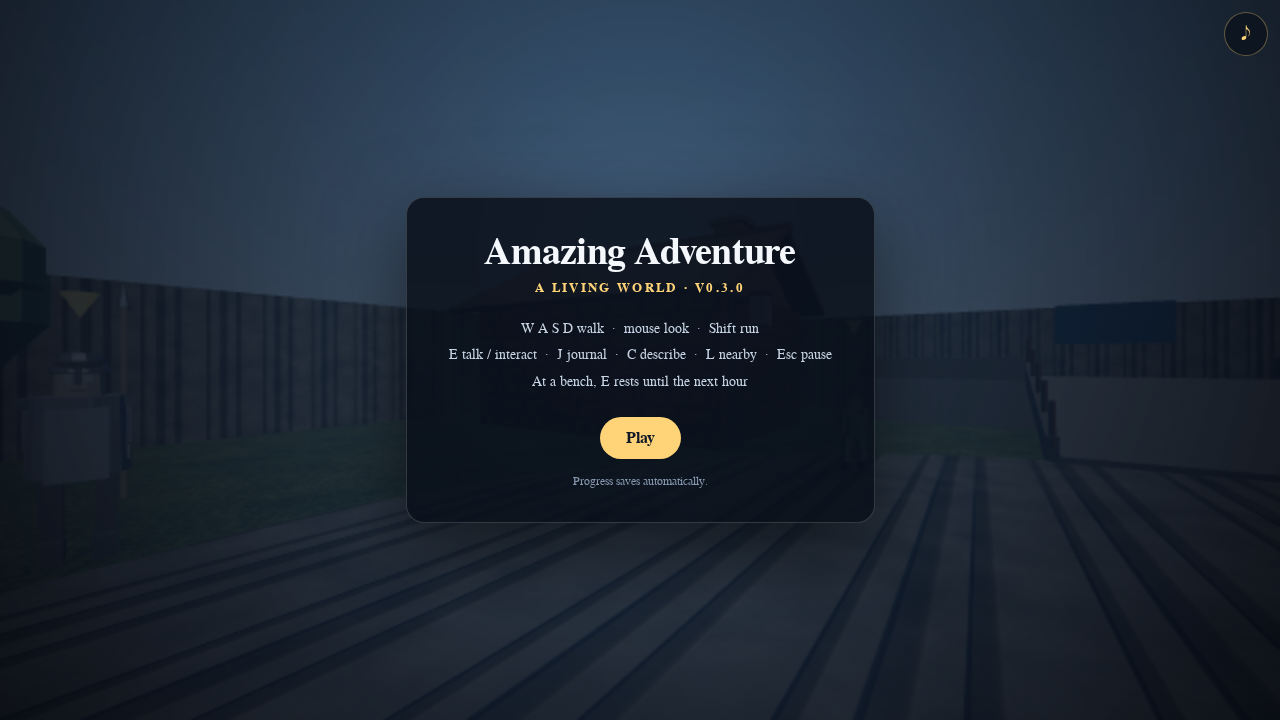 ♪
Amazing Adventure
A LIVING WORLD · V0.3.0
W A S D walk · mouse look · Shift run
E talk / interact · J journal · C describe · L nearby · Esc pause
At a bench, E rests until the next hour
Play
Progress saves automatically.